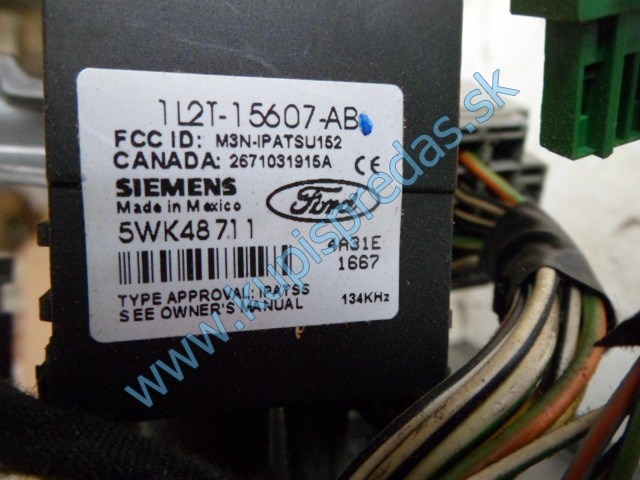 1L2T-15607-AB
FCC ID: M3N-IPATSU152
CANADA: 2671031915A
CE
SIEMENS
Made in Mexico
Ford
5WK48711
4A31E
1667
TYPE APPROVAL: IPATSS
SEE OWNER'S MANUAL
134KHz
www.kupispredas.sk